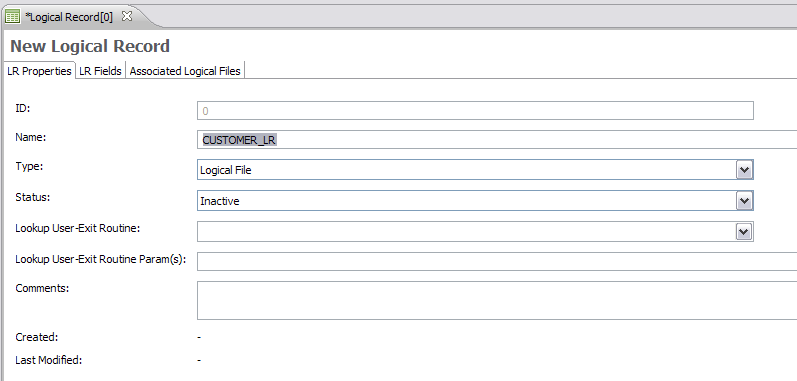 *Logical Record[0]
New Logical Record
LR Properties LR Fields Associated Logical Files
ID: 0
Name: CUSTOMER_LR
Type: Logical File
Status: Inactive
Lookup User-Exit Routine:
Lookup User-Exit Routine Param(s):
Comments:
Created: -
Last Modified: -